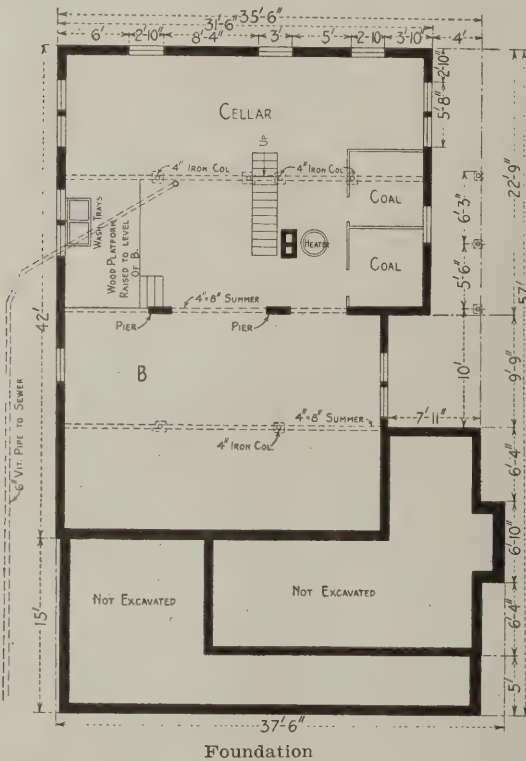 35'-6"
31'-6"
6' 2'-10" 8'-4" 3' 5' 2-10" 3'-10" 4'
2'-10"
5'-8"
CELLAR
S
4" IRON COL 4" IRON COL
22'-9"
6'-3"
COAL
WASH TRAYS
WOOD PLATFORM
RAISED TO LEVEL
OF B.
HEATER
COAL
5'-6"
4"×8" SUMMER
PIER PIER
42'
57'
B
10'
9'-9"
7'-11"
4"×8" SUMMER
4" IRON COL.
6" VIT. PIPE TO SEWER
6'-4"
6'-10"
NOT EXCAVATED NOT EXCAVATED
6'-4"
15'
5'
37'-6"
Foundation